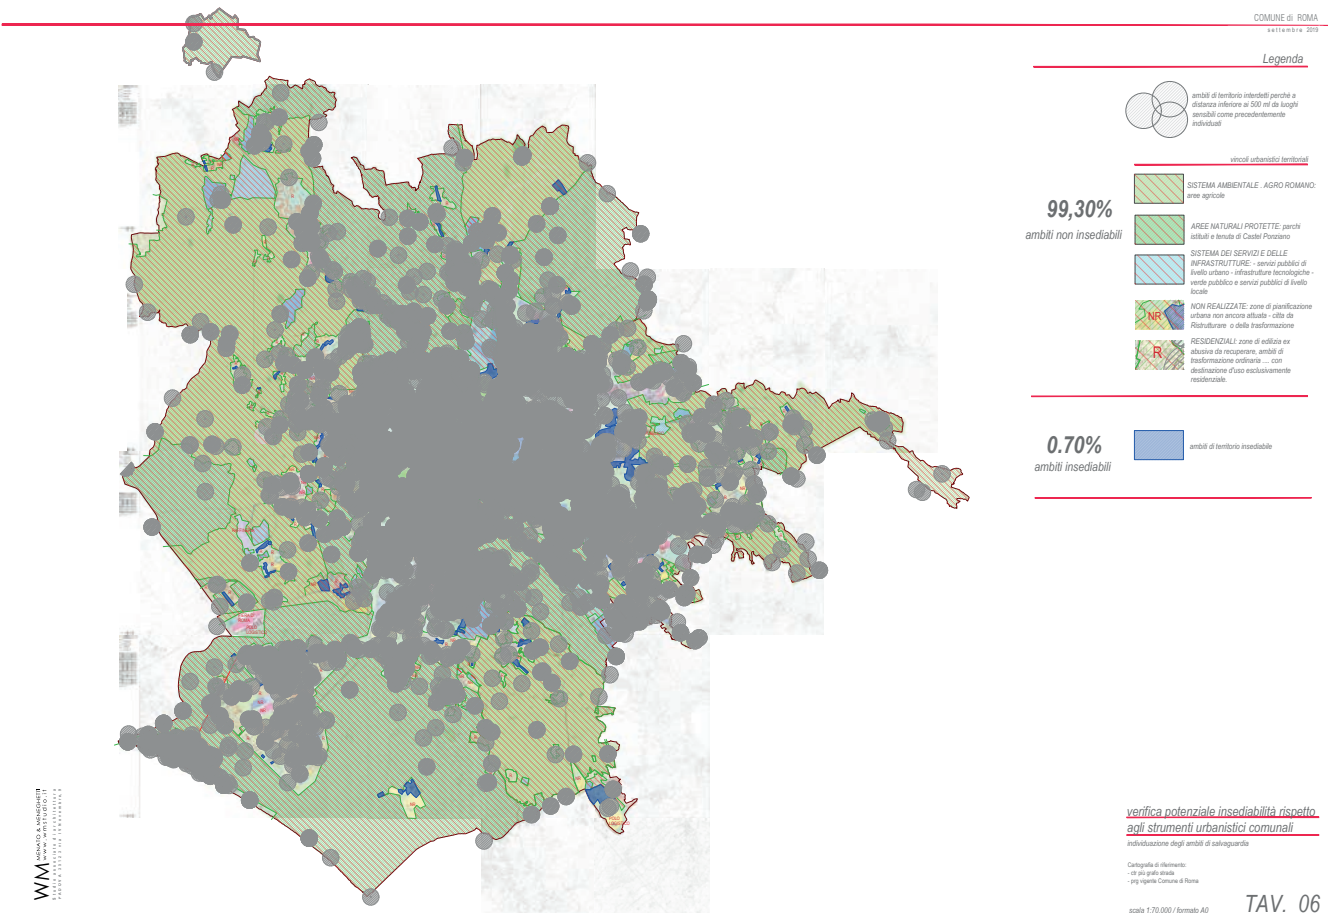 COMUNE di ROMA
settembre 2019
Legenda
ambiti di territorio interdetti perché a
distanza inferiore ai 500 ml da luoghi
sensibili come precedentemente
individuati
vincoli urbanistici territoriali
99,30%
ambiti non insediabili
SISTEMA AMBIENTALE . AGRO ROMANO:
aree agricole
AREE NATURALI PROTETTE: parchi
istituiti e tenuta di Castel Porziano
SISTEMA DEI SERVIZI E DELLE
INFRASTRUTTURE: - servizi pubblici di
livello urbano - infrastrutture tecnologiche -
verde pubblico e servizi pubblici di livello
locale
NR
NON REALIZZATE: zone di pianificazione
urbana non ancora attuata - citta da
Ristrutturare o della trasformazione
R
RESIDENZIALI: zone di edilizia ex
abusiva da recuperare, ambiti di
trasformazione ordinaria .... con
destinazione d'uso esclusivamente
residenziale.
0.70%
ambiti insediabili
ambiti di territorio insediabile
WM MENATO & MENEGHETTI
www.wmstudio.it
verifica potenziale insediabilità rispetto
agli strumenti urbanistici comunali
individuazione degli ambiti di salvaguardia
Cartografia di riferimento:
- ctr più grafo strada
- prg vigente Comune di Roma
scala 1:70.000 / formato A0
TAV. 06